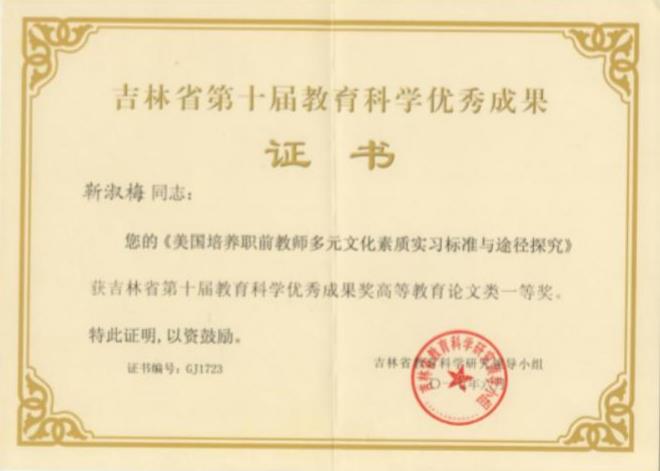 吉林省第十届教育科学优秀成果
证书
靳淑梅 同志：
您的《美国培养职前教师多元文化素质实习标准与途径探究》
获吉林省第十届教育科学优秀成果奖高等教育论文类一等奖。
特此证明，以资鼓励。
证书编号：GJ1723
吉林省教育科学研究领导小组